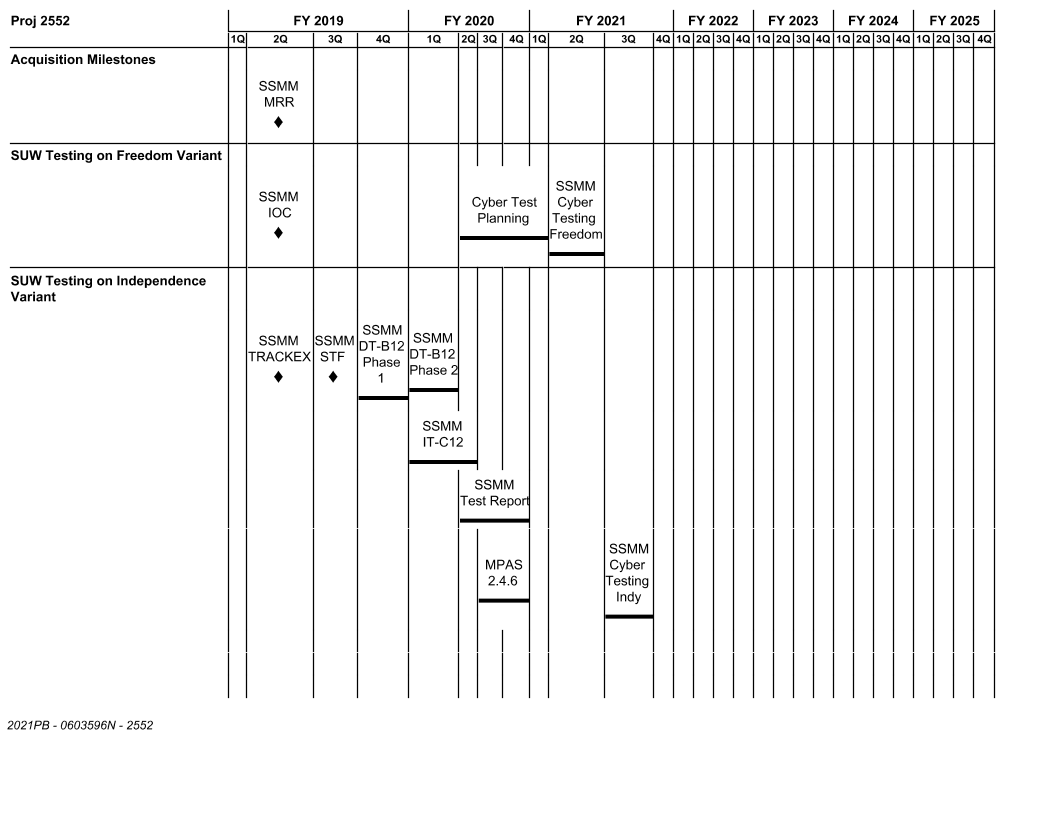 Proj 2552 FY 2019 FY 2020 FY 2021 FY 2022 FY 2023 FY 2024 FY 2025
1Q 2Q 3Q 4Q 1Q 2Q 3Q 4Q 1Q 2Q 3Q 4Q 1Q 2Q 3Q 4Q 1Q 2Q 3Q 4Q 1Q 2Q 3Q 4Q 1Q 2Q 3Q 4Q
Acquisition Milestones
SSMM
MRR
SUW Testing on Freedom Variant
SSMM
IOC
Cyber Test
Planning
SSMM
Cyber
Testing
Freedom
SUW Testing on Independence
Variant
SSMM
TRACKEX
SSMM
STF
SSMM
DT-B12
Phase
1
SSMM
DT-B12
Phase 2
SSMM
IT-C12
SSMM
Test Report
MPAS
2.4.6
SSMM
Cyber
Testing
Indy
2021PB - 0603596N - 2552